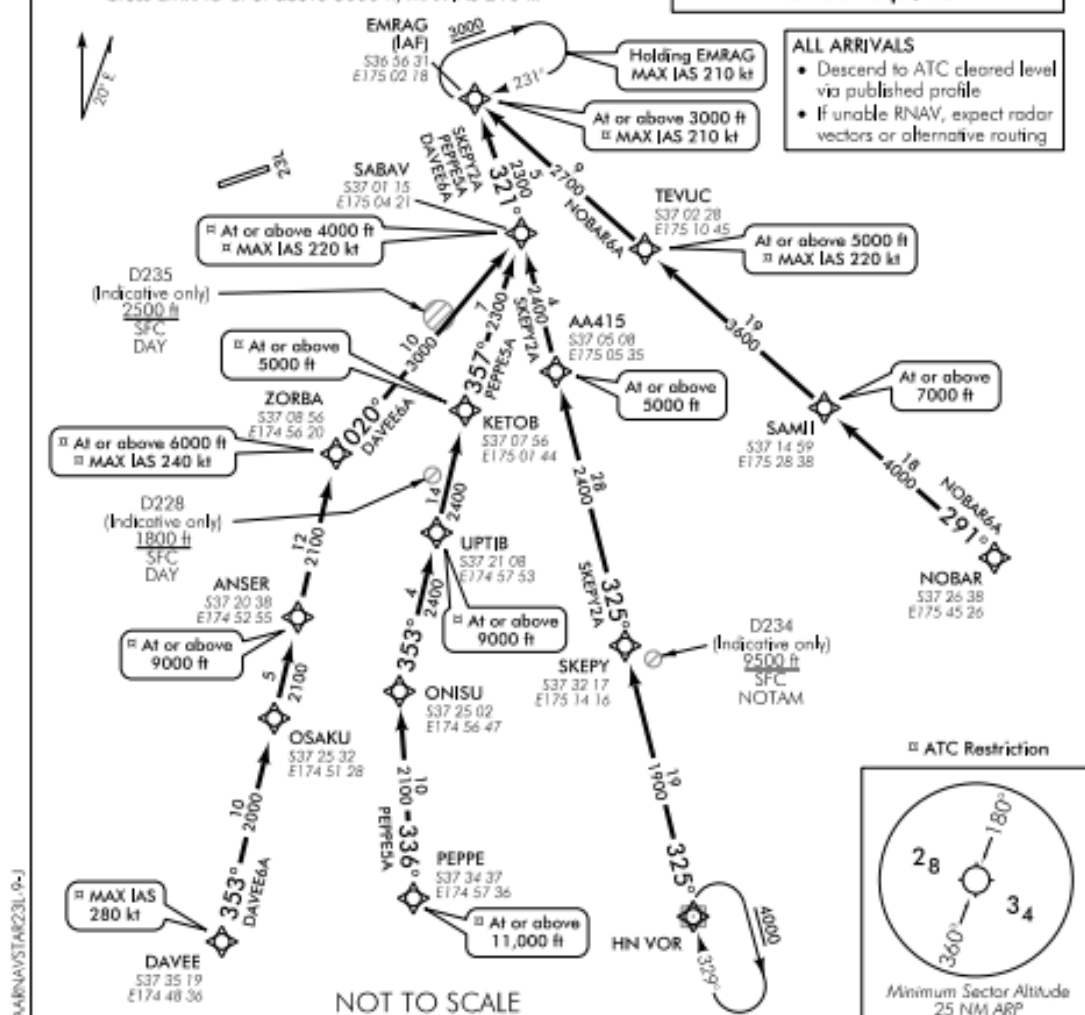 EMRAG
(IAF)
S36 56 31
E175 02 18
3000
231°
Holding EMRAG
MAX IAS 210 kt
At or above 3000 ft
¤ MAX IAS 210 kt
ALL ARRIVALS
• Descend to ATC cleared level
via published profile
• If unable RNAV, expect radar
vectors or alternative routing
20° E
23L
SABAV
S37 01 15
E175 04 21
¤ At or above 4000 ft
¤ MAX IAS 220 kt
SKEPY2A
PEPPE5A
DAVEE6A
5
2300
321°
9
2700
NOBAR6A
TEVUC
S37 02 28
E175 10 45
At or above 5000 ft
¤ MAX IAS 220 kt
D235
(Indicative only)
2500 ft
SFC
DAY
10
3000
020°
DAVEE6A
7
2300
357°
PEPPE5A
4
2400
SKEPY2A
AA415
S37 05 08
E175 05 35
At or above
5000 ft
19
3600
¤ At or above
5000 ft
KETOB
S37 07 56
E175 01 44
ZORBA
S37 08 56
E174 56 20
¤ At or above 6000 ft
¤ MAX IAS 240 kt
At or above
7000 ft
SAMII
S37 14 59
E175 28 38
18
4000
NOBAR6A
291°
NOBAR
S37 26 38
E175 45 26
D228
(Indicative only)
1800 ft
SFC
DAY
14
2400
UPTIB
S37 21 08
E174 57 53
¤ At or above
9000 ft
28
2400
SKEPY2A
325°
12
2100
ANSER
S37 20 38
E174 52 55
¤ At or above
9000 ft
4
2400
353°
ONISU
S37 25 02
E174 56 47
SKEPY
S37 32 17
E175 14 16
D234
(Indicative only)
9500 ft
SFC
NOTAM
5
2100
OSAKU
S37 25 32
E174 51 28
10
2100
336°
PEPPE5A
PEPPE
S37 34 37
E174 57 36
¤ At or above
11,000 ft
19
1900
325°
HN VOR
4000
329°
10
2000
353°
DAVEE6A
¤ MAX IAS
280 kt
DAVEE
S37 35 19
E174 48 36
NOT TO SCALE
¤ ATC Restriction
180°
28
34
360°
Minimum Sector Altitude
25 NM ARP